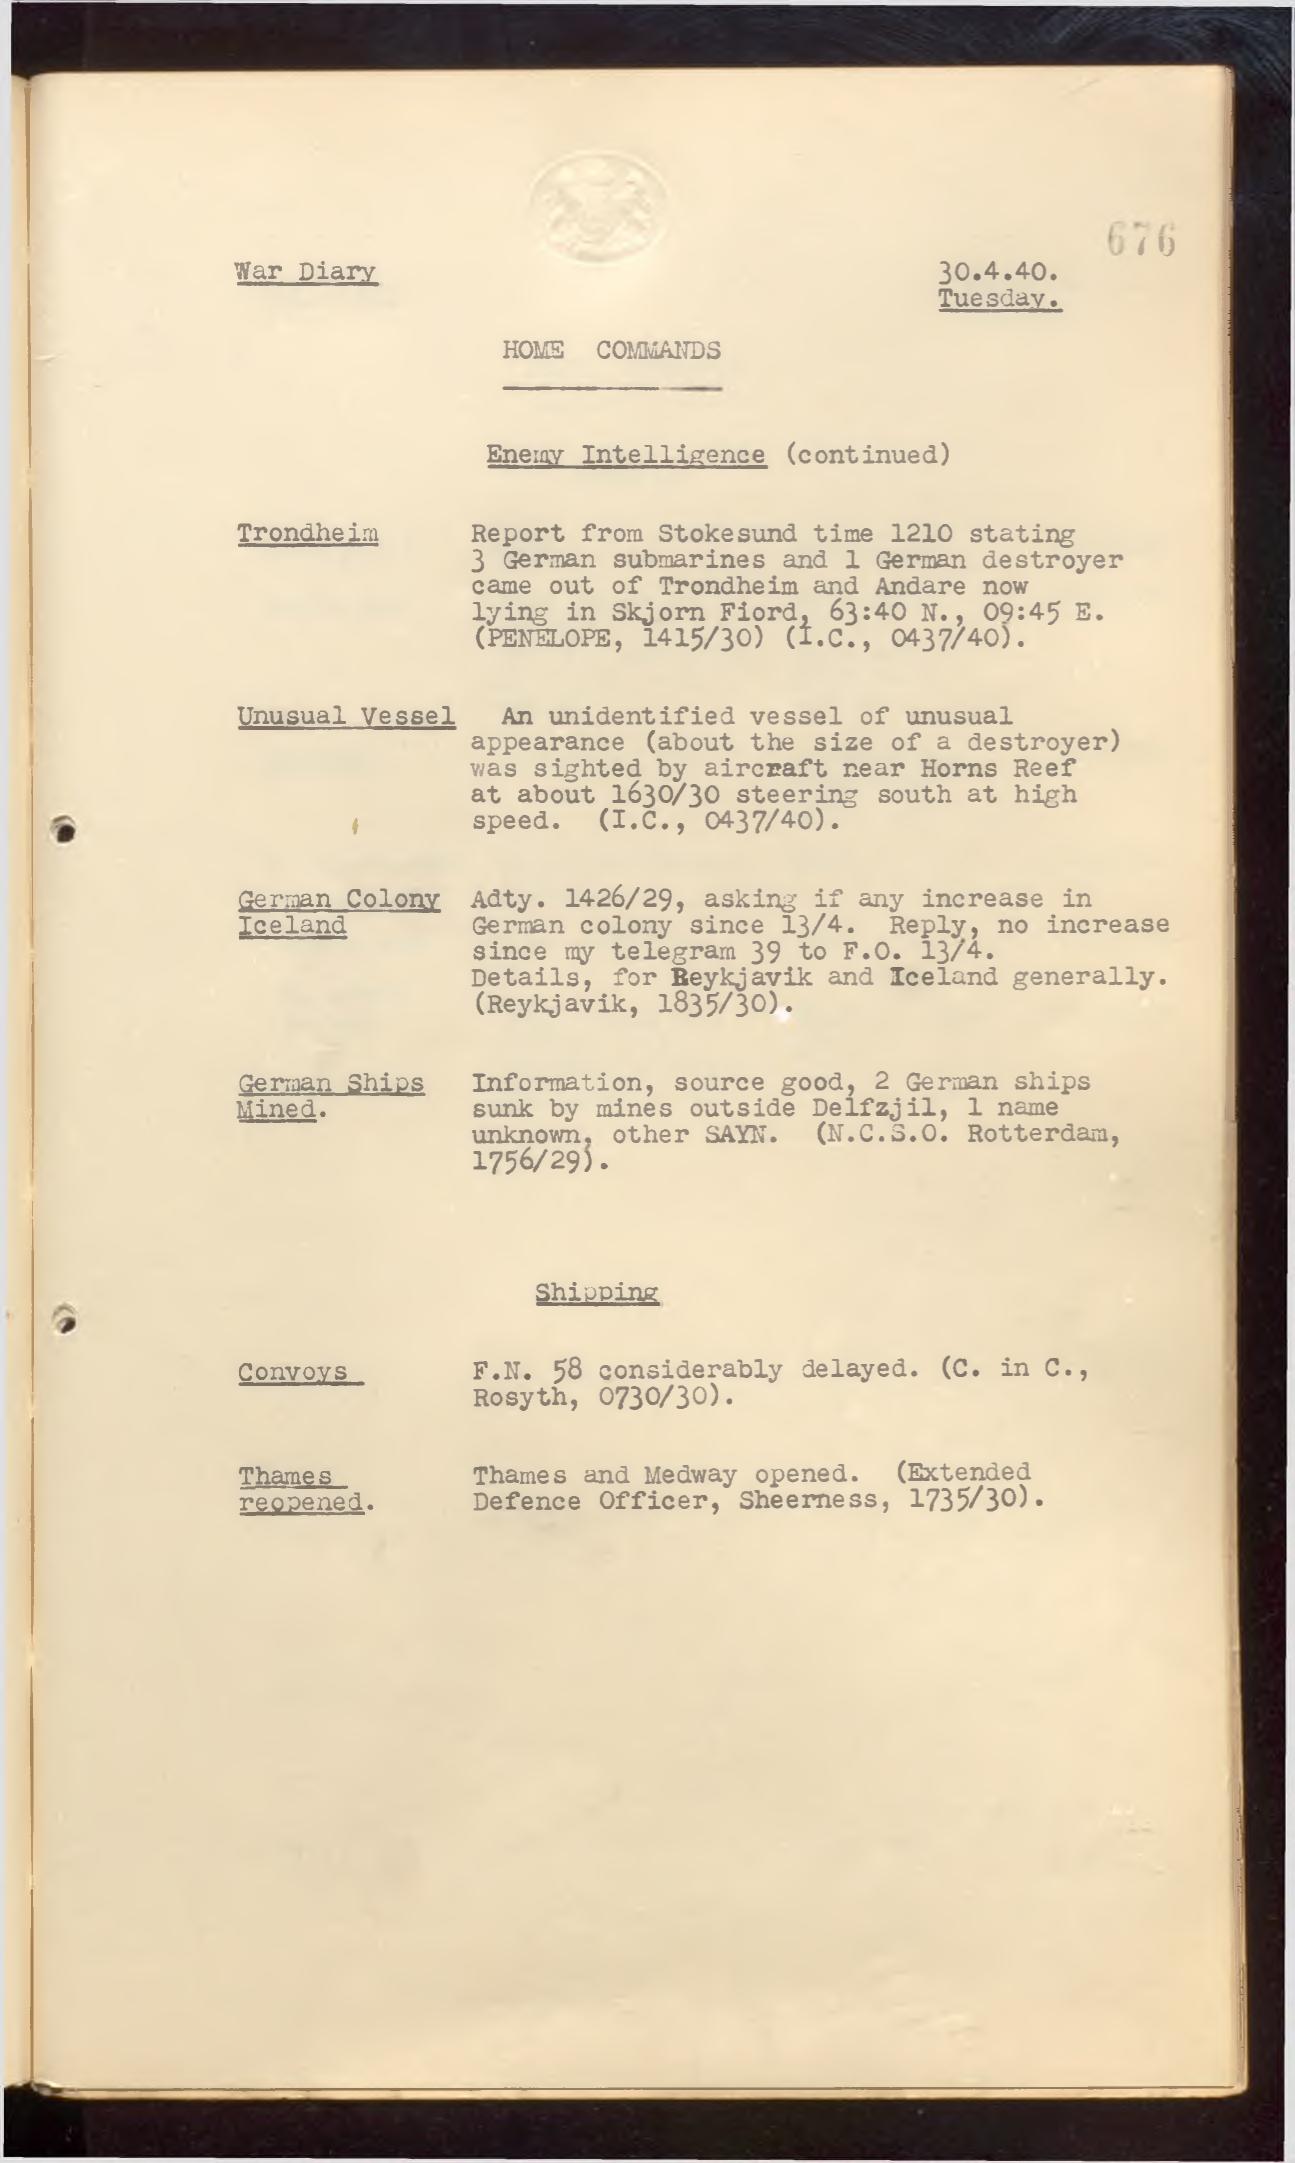 676
War Diary
30.4.40.
Tuesday.
HOME COMMANDS
Enemy Intelligence (continued)
Trondheim
Report from Stokesund time 1210 stating
3 German submarines and 1 German destroyer
came out of Trondheim and Andare now
lying in Skjorn Fiord, 63:40 N., 09:45 E.
(PENELOPE, 1415/30) (I.C., 0437/40).
Unusual Vessel
An unidentified vessel of unusual
appearance (about the size of a destroyer)
was sighted by aircraft near Horns Reef
at about 1630/30 steering south at high
speed. (I.C., 0437/40).
German Colony
Iceland
Adty. 1426/29, asking if any increase in
German colony since 13/4. Reply, no increase
since my telegram 39 to F.O. 13/4.
Details, for Reykjavik and Iceland generally.
(Reykjavik, 1835/30).
German Ships
Mined.
Information, source good, 2 German ships
sunk by mines outside Delfzjil, 1 name
unknown, other SAYN. (N.C.S.O. Rotterdam,
1756/29).
Shipping
Convoys
F.N. 58 considerably delayed. (C. in C.,
Rosyth, 0730/30).
Thames
reopened.
Thames and Medway opened. (Extended
Defence Officer, Sheerness, 1735/30).